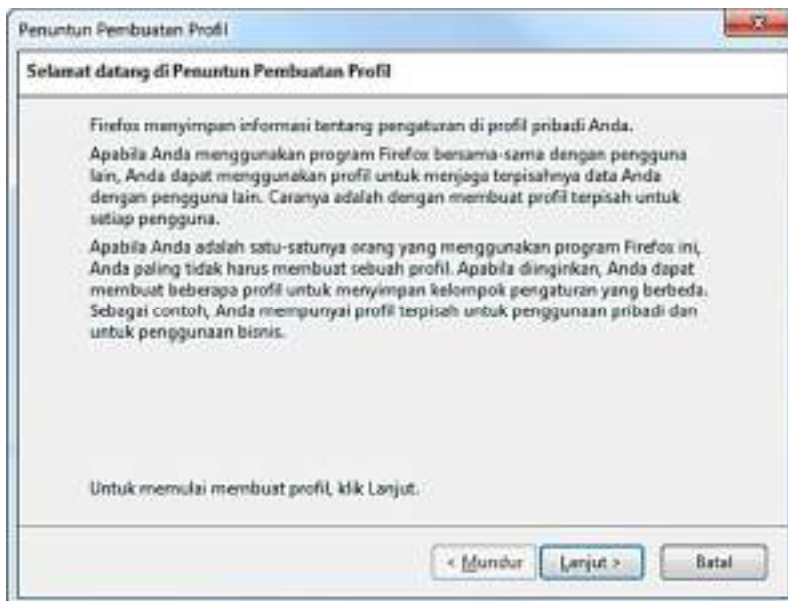 Penuntun Pembuatan Profil
Selamat datang di Penuntun Pembuatan Profil
Firefox menyimpan informasi tentang pengaturan di profil pribadi Anda.
Apabila Anda menggunakan program Firefox bersama-sama dengan pengguna
lain, Anda dapat menggunakan profil untuk menjaga terpisahnya data Anda
dengan pengguna lain. Caranya adalah dengan membuat profil terpisah untuk
setiap pengguna.
Apabila Anda adalah satu-satunya orang yang menggunakan program Firefox ini,
Anda paling tidak harus membuat sebuah profil. Apabila diinginkan, Anda dapat
membuat beberapa profil untuk menyimpan kelompok pengaturan yang berbeda.
Sebagai contoh, Anda mempunyai profil terpisah untuk penggunaan pribadi dan
untuk penggunaan bisnis.
Untuk memulai membuat profil, klik Lanjut.
< Mundur Lanjut > Batal